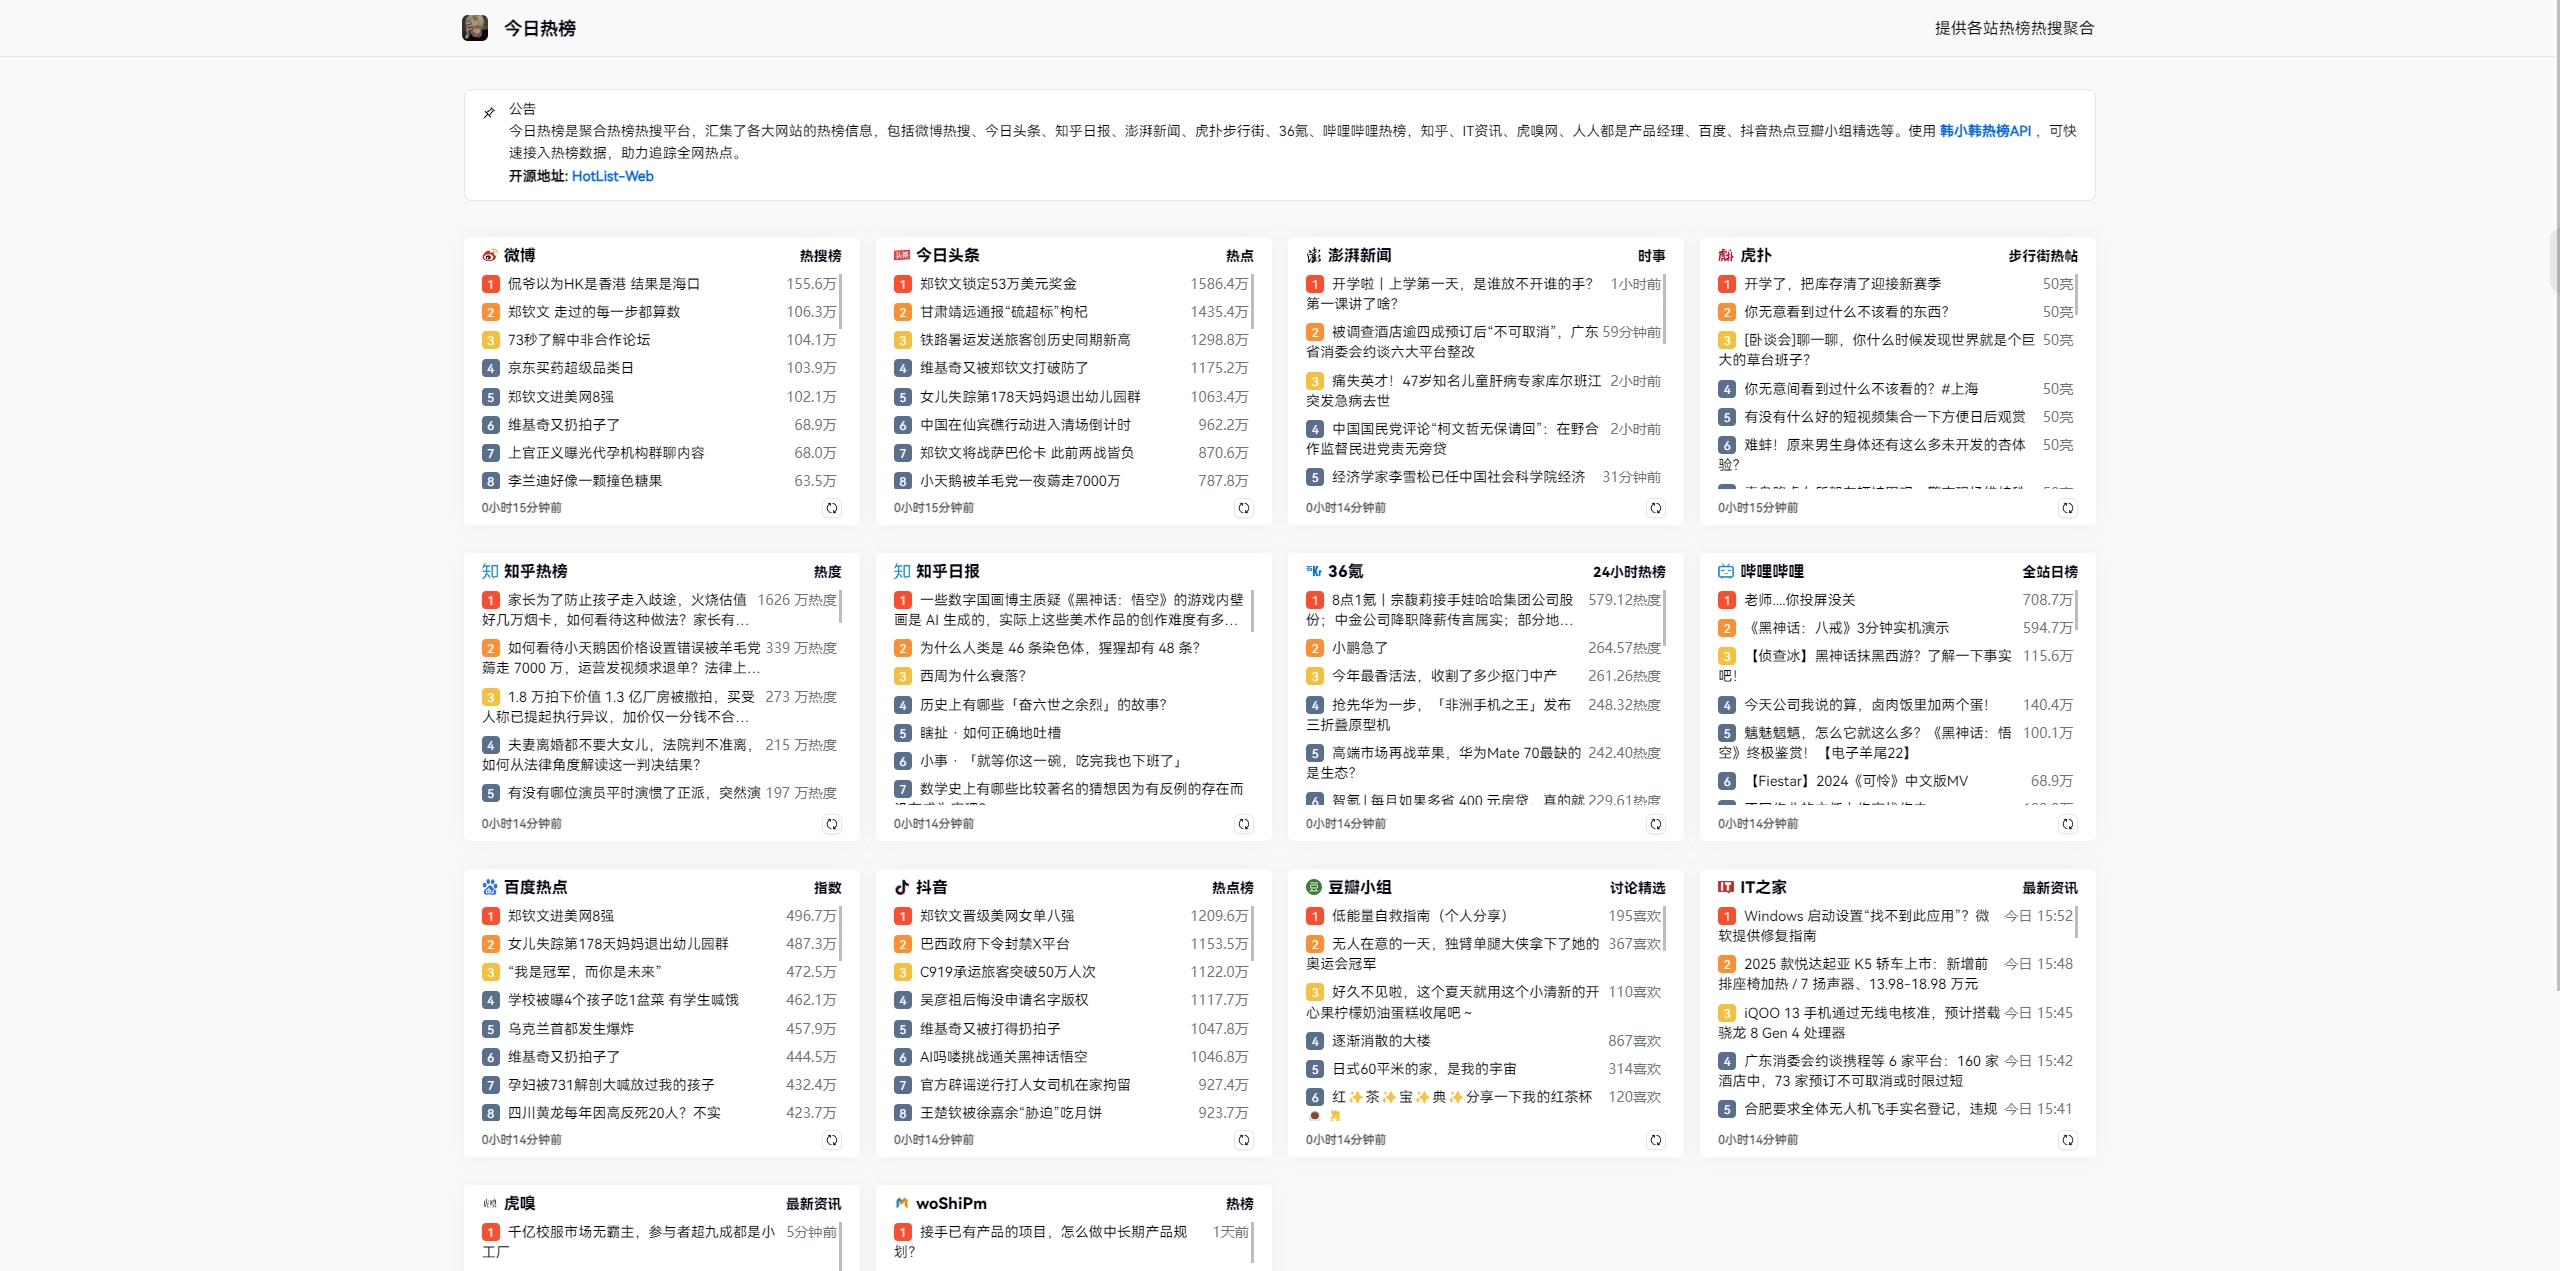 今日热榜
提供各站热榜热搜聚合
公告
今日热榜是聚合热榜热搜平台，汇集了各大网站的热榜信息，包括微博热搜、今日头条、知乎日报、澎湃新闻、虎扑步行街、36氪、哔哩哔哩热榜，知乎、IT资讯、虎嗅网、人人都是产品经理、百度、抖音热点豆瓣小组精选等。使用 韩小韩热榜API ，可快
速接入热榜数据，助力追踪全网热点。
开源地址: HotList-Web
微博 热搜榜
1 侃爷以为HK是香港 结果是海口 155.6万
2 郑钦文 走过的每一步都算数 106.3万
3 73秒了解中非合作论坛 104.1万
4 京东买药超级品类日 103.9万
5 郑钦文进美网8强 102.1万
6 维基奇又扔拍子了 68.9万
7 上官正义曝光代孕机构群聊内容 68.0万
8 李兰迪好像一颗撞色糖果 63.5万
0小时15分钟前
头条 今日头条 热点
1 郑钦文锁定53万美元奖金 1586.4万
2 甘肃靖远通报“硫超标”枸杞 1435.4万
3 铁路暑运发送旅客创历史同期新高 1298.8万
4 维基奇又被郑钦文打破防了 1175.2万
5 女儿失踪第178天妈妈退出幼儿园群 1063.4万
6 中国在仙宾礁行动进入清场倒计时 962.2万
7 郑钦文将战萨巴伦卡 此前两战皆负 870.6万
8 小天鹅被羊毛党一夜薅走7000万 787.8万
0小时15分钟前
澎湃新闻 时事
1 开学啦丨上学第一天，是谁放不开谁的手？ 1小时前
第一课讲了啥？
2 被调查酒店逾四成预订后“不可取消”，广东 59分钟前
省消委会约谈六大平台整改
3 痛失英才！47岁知名儿童肝病专家库尔班江 2小时前
突发急病去世
4 中国国民党评论“柯文哲无保请回”：在野合 2小时前
作监督民进党责无旁贷
5 经济学家李雪松已任中国社会科学院经济 31分钟前
0小时14分钟前
虎扑 步行街热帖
1 开学了，把库存清了迎接新赛季 50亮
2 你无意看到过什么不该看的东西？ 50亮
3 [卧谈会]聊一聊，你什么时候发现世界就是个巨 50亮
大的草台班子？
4 你无意间看到过什么不该看的？#上海 50亮
5 有没有什么好的短视频集合一下方便日后观赏 50亮
6 难蚌！原来男生身体还有这么多未开发的杏体 50亮
验？
0小时15分钟前
知 知乎热榜 热度
1 家长为了防止孩子走入歧途，火烧估值 1626 万热度
好几万烟卡，如何看待这种做法？家长有...
2 如何看待小天鹅因价格设置错误被羊毛党 339 万热度
薅走 7000 万，运营发视频求退单？法律上...
3 1.8 万拍下价值 1.3 亿厂房被撤拍，买受 273 万热度
人称已提起执行异议，加价仅一分钱不合...
4 夫妻离婚都不要大女儿，法院判不准离， 215 万热度
如何从法律角度解读这一判决结果？
5 有没有哪位演员平时演惯了正派，突然演 197 万热度
0小时14分钟前
知 知乎日报
1 一些数字国画博主质疑《黑神话：悟空》的游戏内壁
画是 AI 生成的，实际上这些美术作品的创作难度有多...
2 为什么人类是 46 条染色体，猩猩却有 48 条？
3 西周为什么衰落？
4 历史上有哪些「奋六世之余烈」的故事？
5 瞎扯 · 如何正确地吐槽
6 小事 · 「就等你这一碗，吃完我也下班了」
7 数学史上有哪些比较著名的猜想因为有反例的存在而
0小时14分钟前
36Kr 36氪 24小时热榜
1 8点1氪丨宗馥莉接手娃哈哈集团公司股 579.12热度
份；中金公司降职降薪传言属实；部分地...
2 小鹏急了 264.57热度
3 今年最香活法，收割了多少抠门中产 261.26热度
4 抢先华为一步，「非洲手机之王」发布 248.32热度
三折叠原型机
5 高端市场再战苹果，华为Mate 70最缺的 242.40热度
是生态？
6 智氪 | 每月如果多省 400 元房贷，真的就 229.61热度
0小时14分钟前
哔哩哔哩 全站日榜
1 老师....你投屏没关 708.7万
2 《黑神话：八戒》3分钟实机演示 594.7万
3 【侦查冰】黑神话抹黑西游？了解一下事实 115.6万
吧！
4 今天公司我说的算，卤肉饭里加两个蛋！ 140.4万
5 魑魅魍魉，怎么它就这么多？《黑神话：悟 100.1万
空》终极鉴赏！【电子羊尾22】
6 【Fiestar】2024《可怜》中文版MV 68.9万
0小时14分钟前
百度热点 指数
1 郑钦文进美网8强 496.7万
2 女儿失踪第178天妈妈退出幼儿园群 487.3万
3 “我是冠军，而你是未来” 472.5万
4 学校被曝4个孩子吃1盆菜 有学生喊饿 462.1万
5 乌克兰首都发生爆炸 457.9万
6 维基奇又扔拍子了 444.5万
7 孕妇被731解剖大喊放过我的孩子 432.4万
8 四川黄龙每年因高反死20人？不实 423.7万
0小时14分钟前
抖音 热点榜
1 郑钦文晋级美网女单八强 1209.6万
2 巴西政府下令封禁X平台 1153.5万
3 C919承运旅客突破50万人次 1122.0万
4 吴彦祖后悔没申请名字版权 1117.7万
5 维基奇又被打得扔拍子 1047.8万
6 AI吗喽挑战通关黑神话悟空 1046.8万
7 官方辟谣逆行打人女司机在家拘留 927.4万
8 王楚钦被徐嘉余“胁迫”吃月饼 923.7万
0小时14分钟前
豆 豆瓣小组 讨论精选
1 低能量自救指南（个人分享） 195喜欢
2 无人在意的一天，独臂单腿大侠拿下了她的 367喜欢
奥运会冠军
3 好久不见啦，这个夏天就用这个小清新的开 110喜欢
心果柠檬奶油蛋糕收尾吧 ~
4 逐渐消散的大楼 867喜欢
5 日式60平米的家，是我的宇宙 314喜欢
6 红✨茶✨宝✨典✨分享一下我的红茶杯 120喜欢
0小时14分钟前
IT IT之家 最新资讯
1 Windows 启动设置“找不到此应用”？微 今日 15:52
软提供修复指南
2 2025 款悦达起亚 K5 轿车上市：新增前 今日 15:48
排座椅加热 / 7 扬声器、13.98-18.98 万元
3 iQOO 13 手机通过无线电核准，预计搭载 今日 15:45
骁龙 8 Gen 4 处理器
4 广东消委会约谈携程等 6 家平台：160 家 今日 15:42
酒店中，73 家预订不可取消或时限过短
5 合肥要求全体无人机飞手实名登记，违规 今日 15:41
0小时14分钟前
虎嗅 虎嗅 最新资讯
1 千亿校服市场无霸主，参与者超九成都是小 5分钟前
工厂
woShiPm 热榜
1 接手已有产品的项目，怎么做中长期产品规 1天前
划？